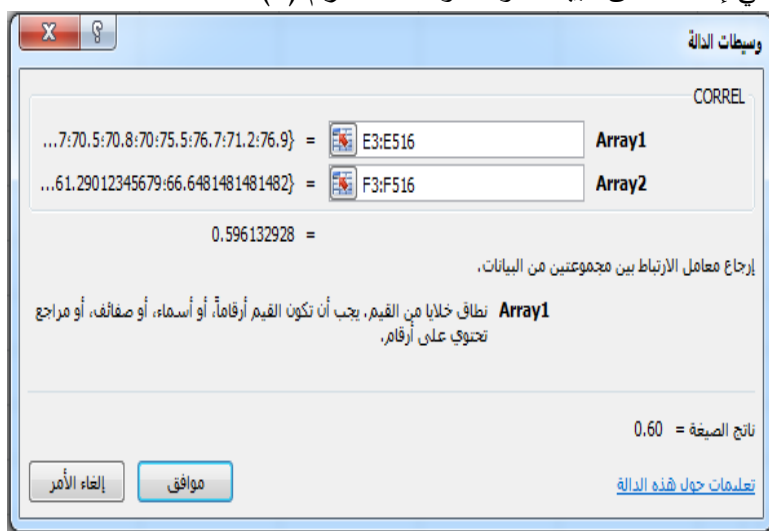 وسيطات الدالة
CORREL
Array1 E3:E516 = {76.9؛71.2؛76.7؛75.5؛70؛70.8؛70.5؛7...
Array2 F3:F516 = {66.6481481481482؛61.29012345679...
= 0.596132928
إرجاع معامل الارتباط بين مجموعتين من البيانات.
Array1 نطاق خلايا من القيم. يجب أن تكون القيم أرقاماً، أو أسماء، أو صفائف، أو مراجع
تحتوي على أرقام.
ناتج الصيغة = 0.60
تعليمات حول هذه الدالة
موافق
إلغاء الأمر